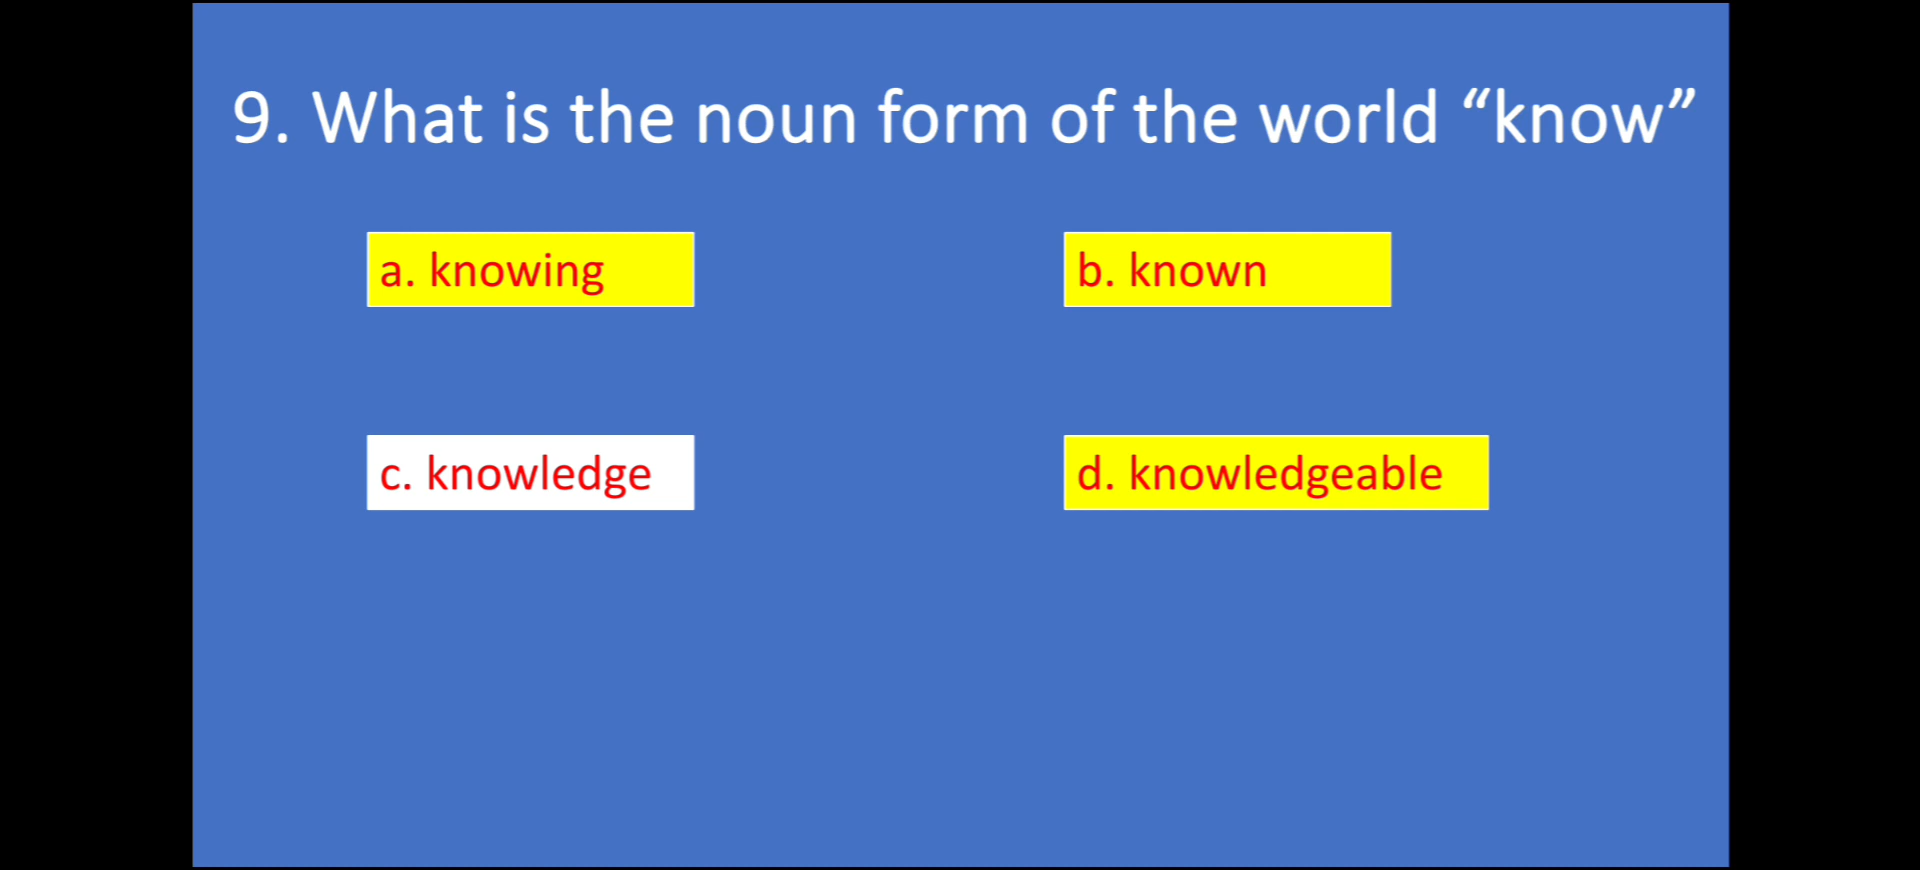 9. What is the noun form of the world “know”
a. knowing
b. known
c. knowledge
d. knowledgeable